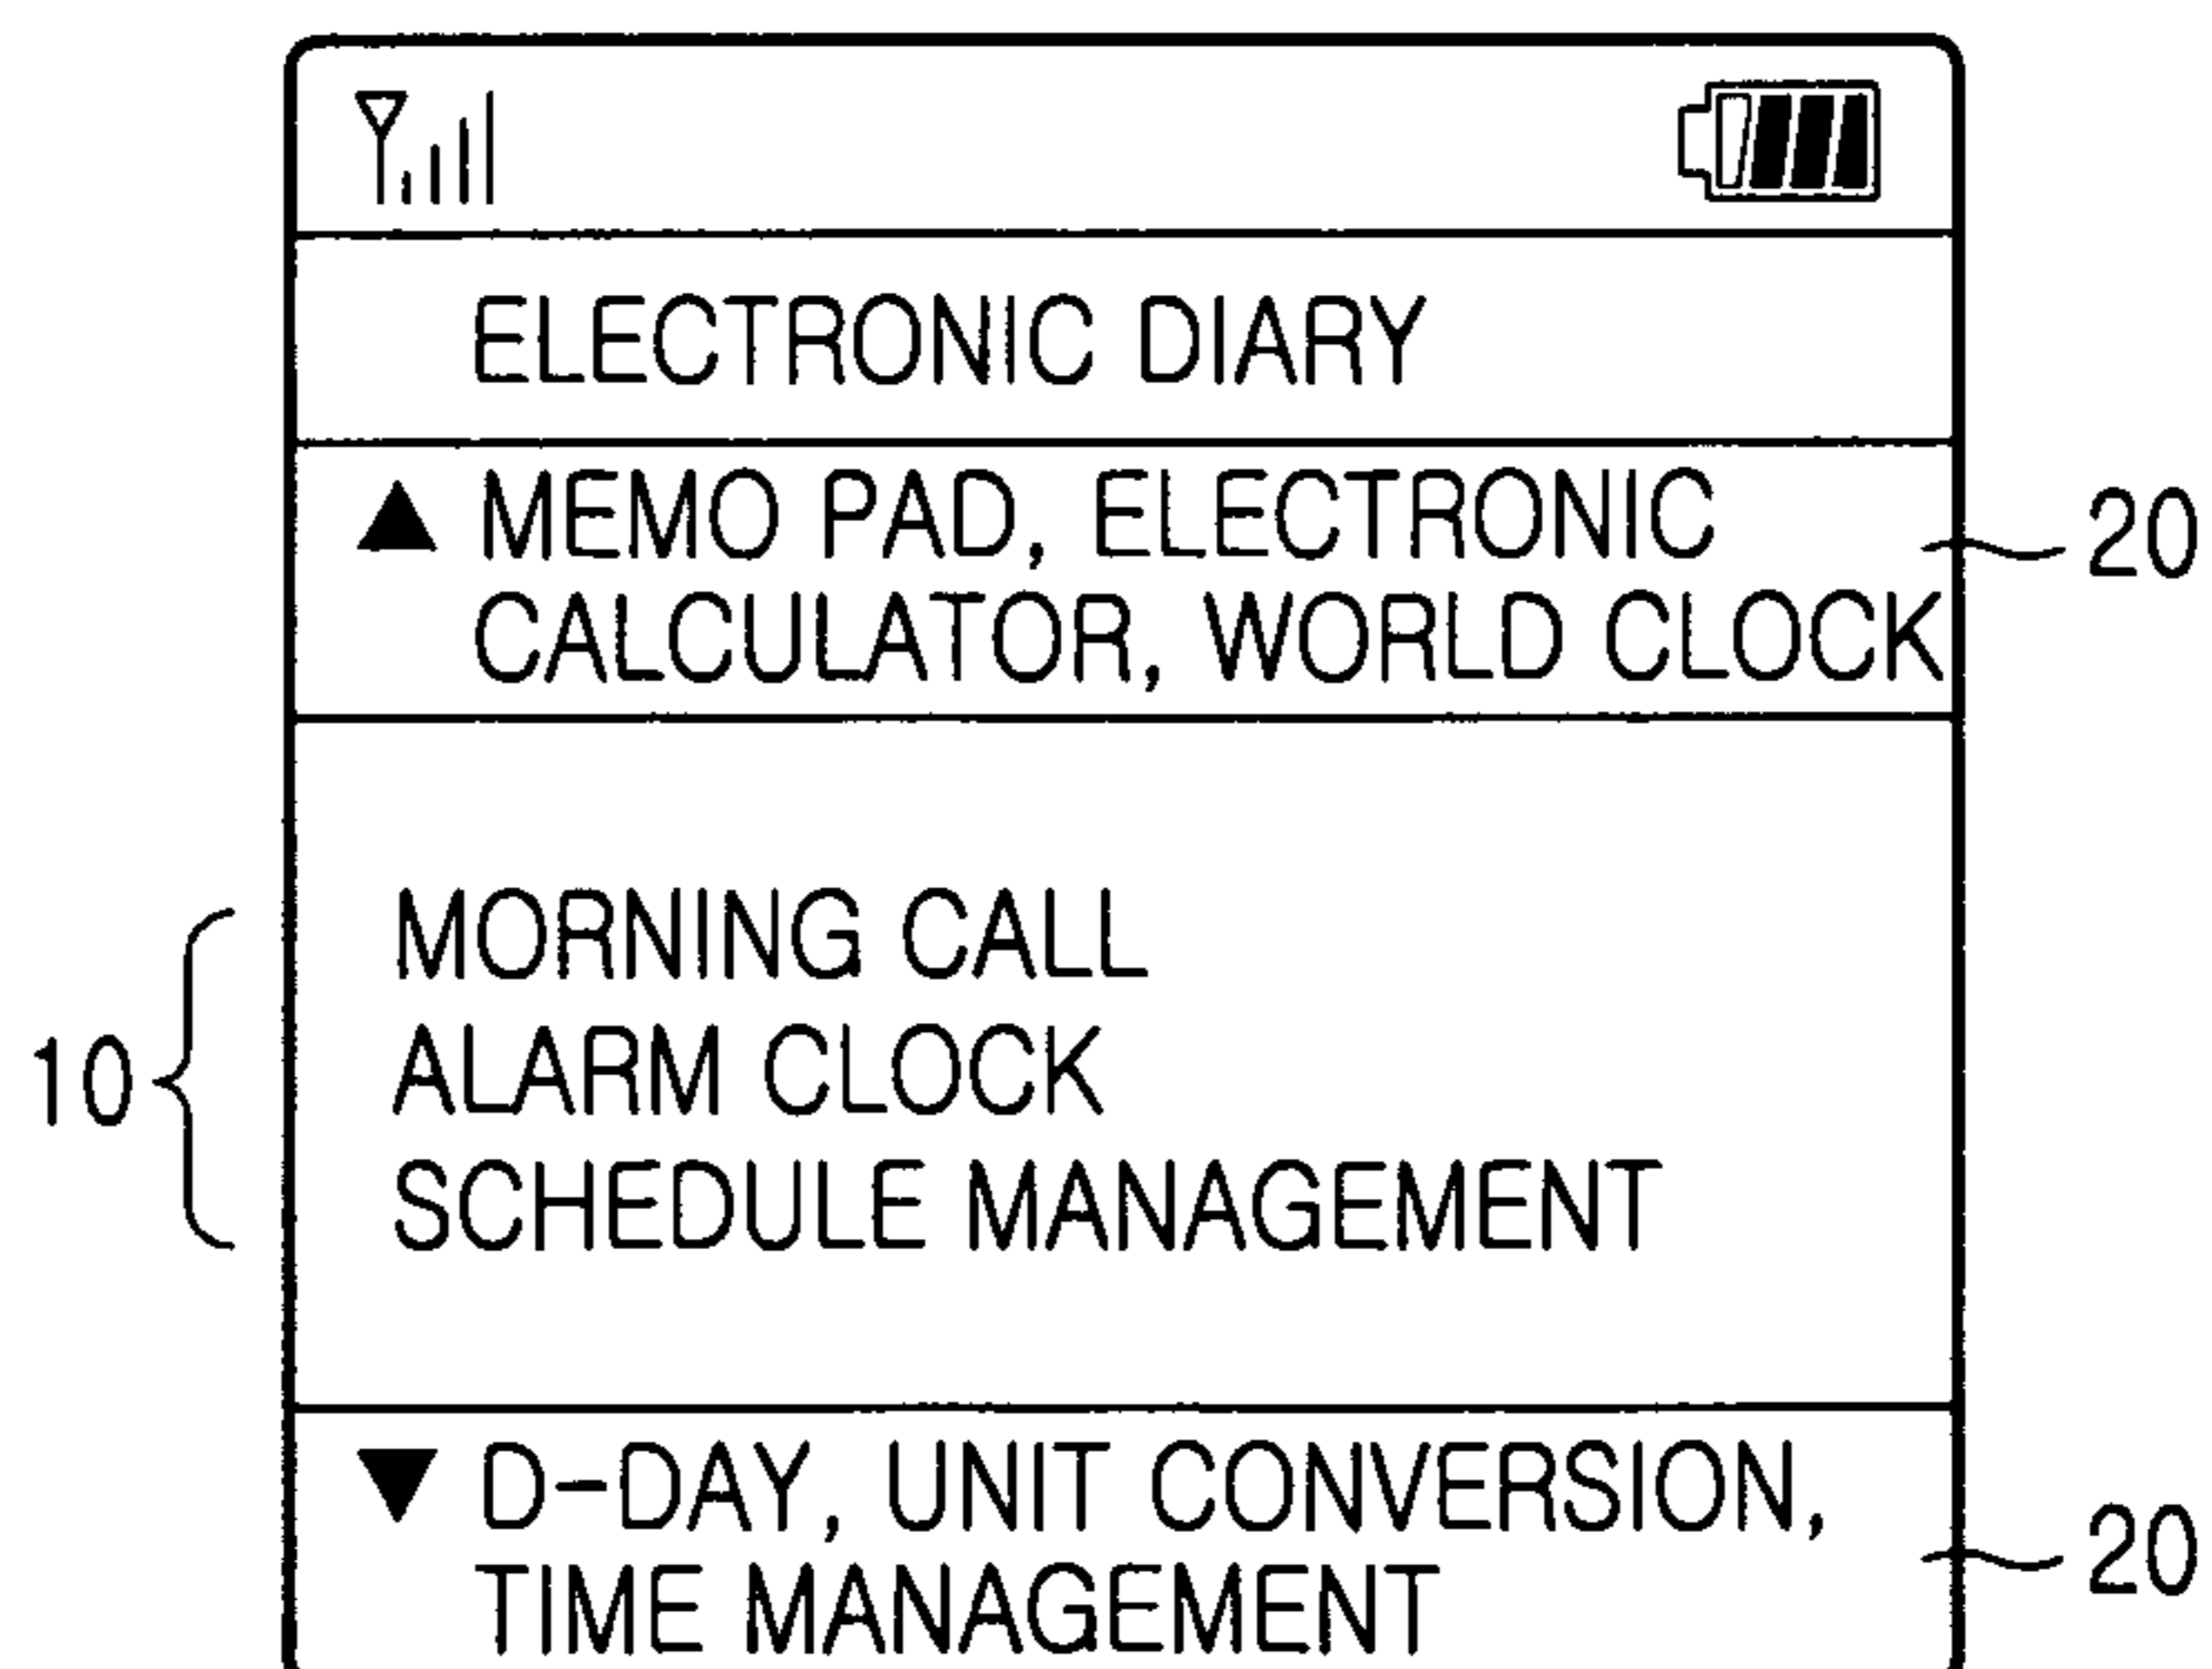 ELECTRONIC DIARY
▲ MEMO PAD, ELECTRONIC
CALCULATOR, WORLD CLOCK
20
MORNING CALL
ALARM CLOCK
SCHEDULE MANAGEMENT
10
▼ D-DAY, UNIT CONVERSION,
TIME MANAGEMENT
20